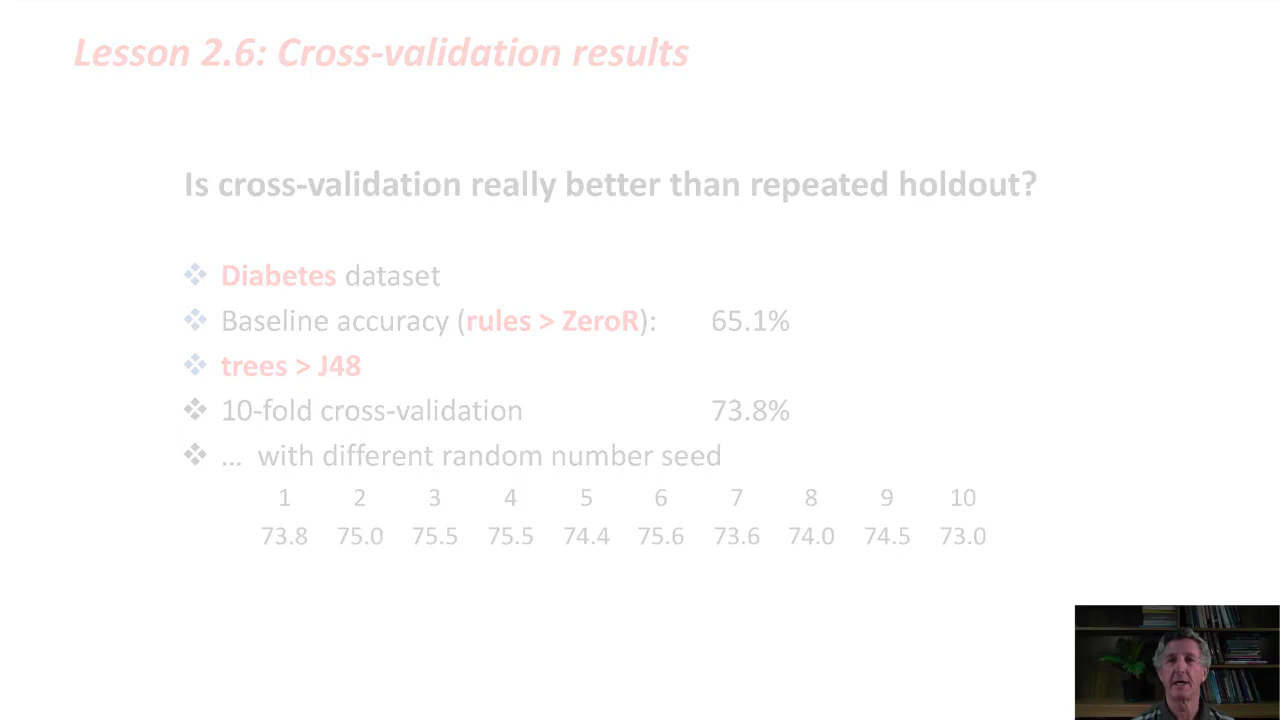 Lesson 2.6: Cross-validation results
Is cross-validation really better than repeated holdout?
Diabetes dataset
Baseline accuracy (rules > ZeroR): 65.1%
trees > J48
10-fold cross-validation 73.8%
... with different random number seed
1 2 3 4 5 6 7 8 9 10
73.8 75.0 75.5 75.5 74.4 75.6 73.6 74.0 74.5 73.0